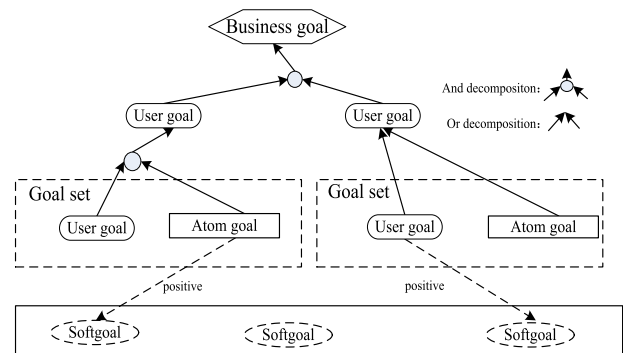 Business goal
And decompositon:
Or decomposition:
User goal
User goal
Goal set
Goal set
User goal
Atom goal
User goal
Atom goal
positive
positive
Softgoal
Softgoal
Softgoal